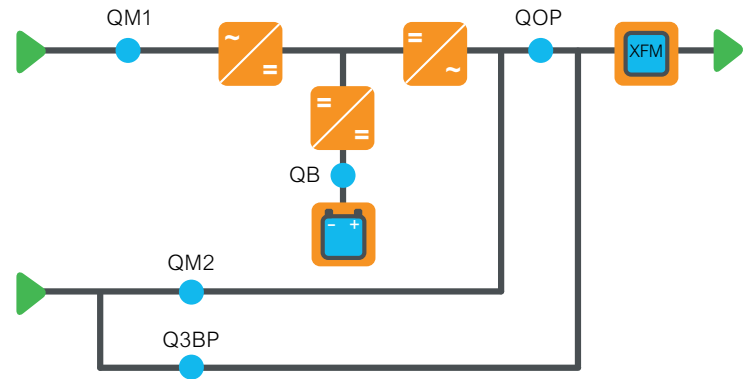 QM1
QOP
~
=
=
~
XFM
=
=
QB
- +
QM2
Q3BP